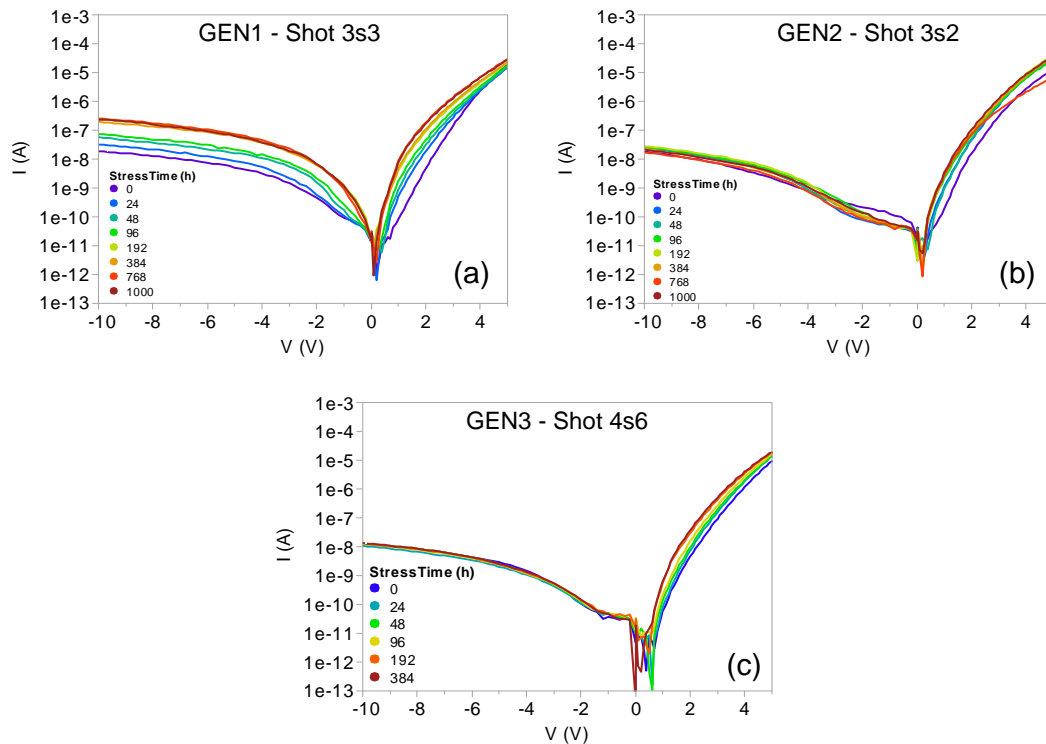 GEN1 - Shot 3s3
1e-3
1e-4
1e-5
1e-6
1e-7
1e-8
1e-9
1e-10
1e-11
1e-12
1e-13
I (A)
StressTime (h)
0
24
48
96
192
384
768
1000
(a)
-10 -8 -6 -4 -2 0 2 4
V (V)
GEN2 - Shot 3s2
1e-3
1e-4
1e-5
1e-6
1e-7
1e-8
1e-9
1e-10
1e-11
1e-12
1e-13
I (A)
StressTime (h)
0
24
48
96
192
384
768
1000
(b)
-10 -8 -6 -4 -2 0 2 4
V (V)
GEN3 - Shot 4s6
1e-3
1e-4
1e-5
1e-6
1e-7
1e-8
1e-9
1e-10
1e-11
1e-12
1e-13
I (A)
StressTime (h)
0
24
48
96
192
384
(c)
-10 -8 -6 -4 -2 0 2 4
V (V)